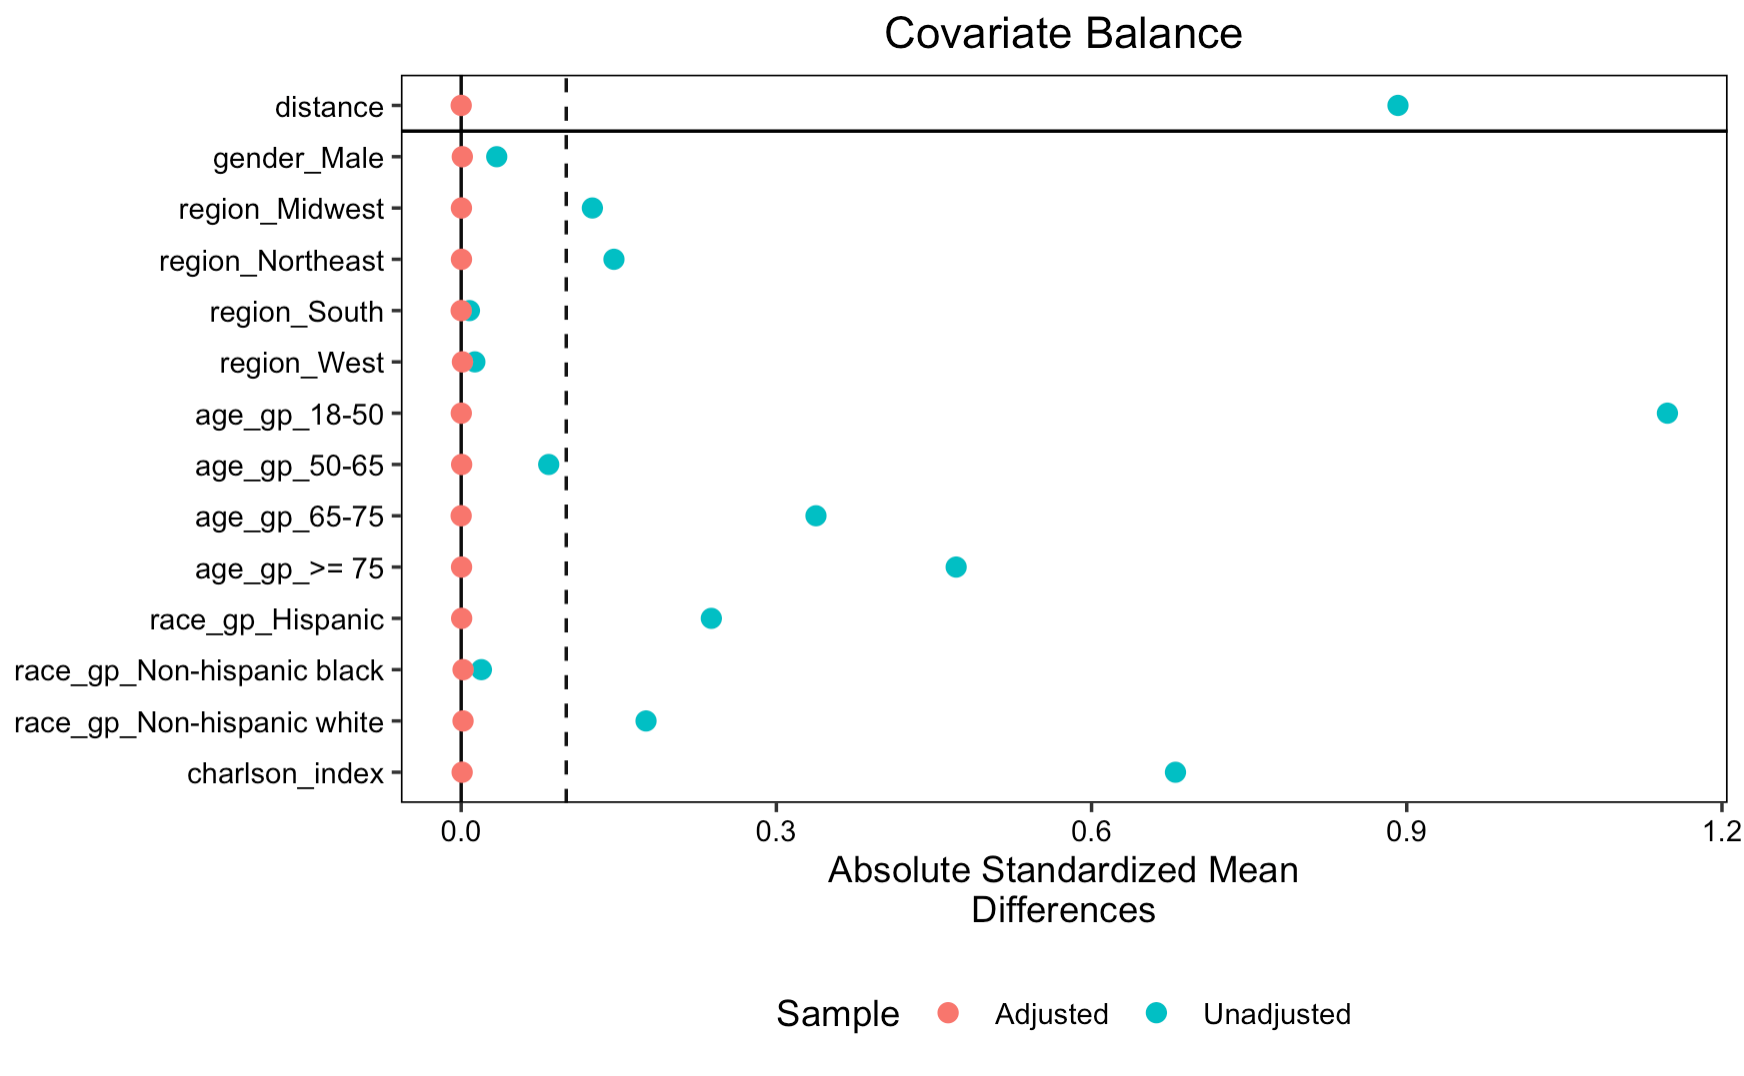 Covariate Balance
distance
gender_Male
region_Midwest
region_Northeast
region_South
region_West
age_gp_18-50
age_gp_50-65
age_gp_65-75
age_gp_>= 75
race_gp_Hispanic
race_gp_Non-hispanic black
race_gp_Non-hispanic white
charlson_index
0.0 0.3 0.6 0.9 1.2
Absolute Standardized Mean
Differences
Sample Adjusted Unadjusted